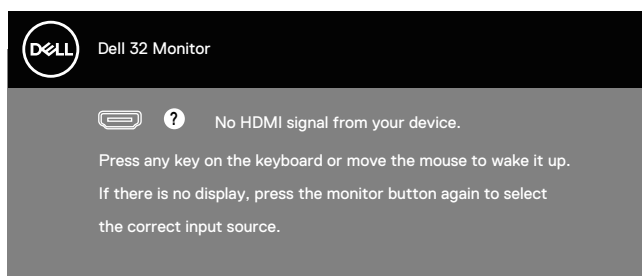 DELL
Dell 32 Monitor
? No HDMI signal from your device.
Press any key on the keyboard or move the mouse to wake it up.
If there is no display, press the monitor button again to select
the correct input source.